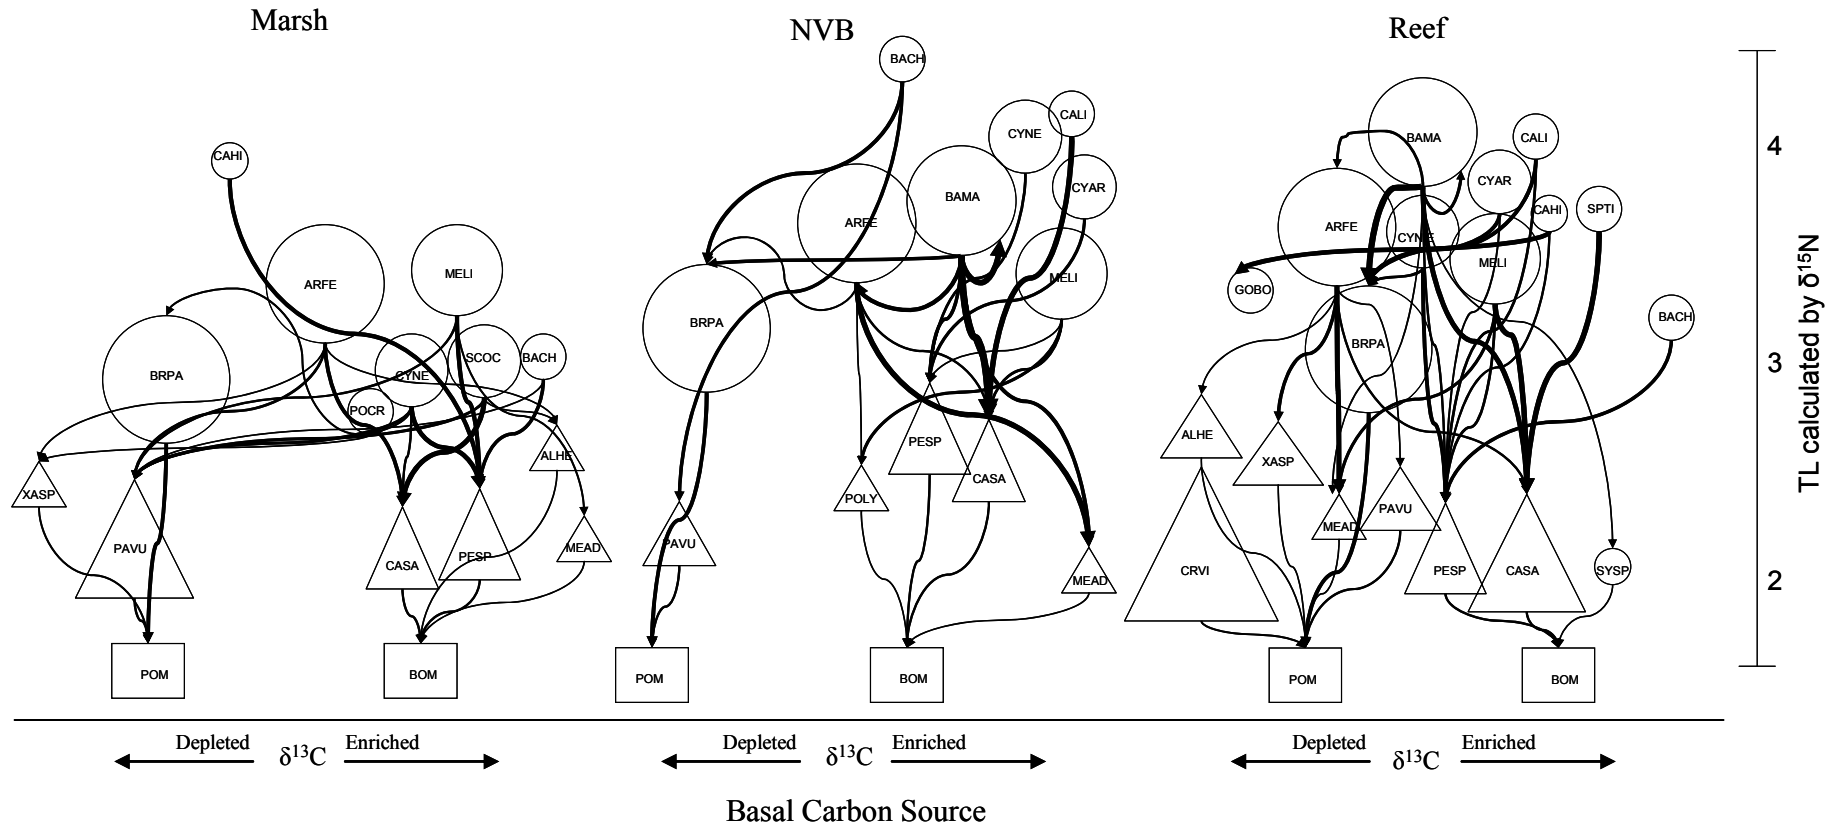 Marsh
NVB
Reef
CAHI
ARFE
MELI
BRPA
CYNE
SCOC
BACH
POCR
ALHE
XASP
PAVU
CASA
PESP
MEAD
POM
BOM
BACH
CYNE
CALI
ARFE
BAMA
CYAR
MELI
BRPA
PESP
CASA
POLY
PAVU
MEAD
POM
BOM
BAMA
CALI
CYAR
ARFE
CYNE
CAHI
SPTI
MELI
GOBO
BACH
BRPA
ALHE
XASP
PAVU
MEAD
CRVI
PESP
CASA
SYSP
POM
BOM
4
3
2
TL calculated by δ15N
Depleted δ13C Enriched
Depleted δ13C Enriched
Depleted δ13C Enriched
Basal Carbon Source